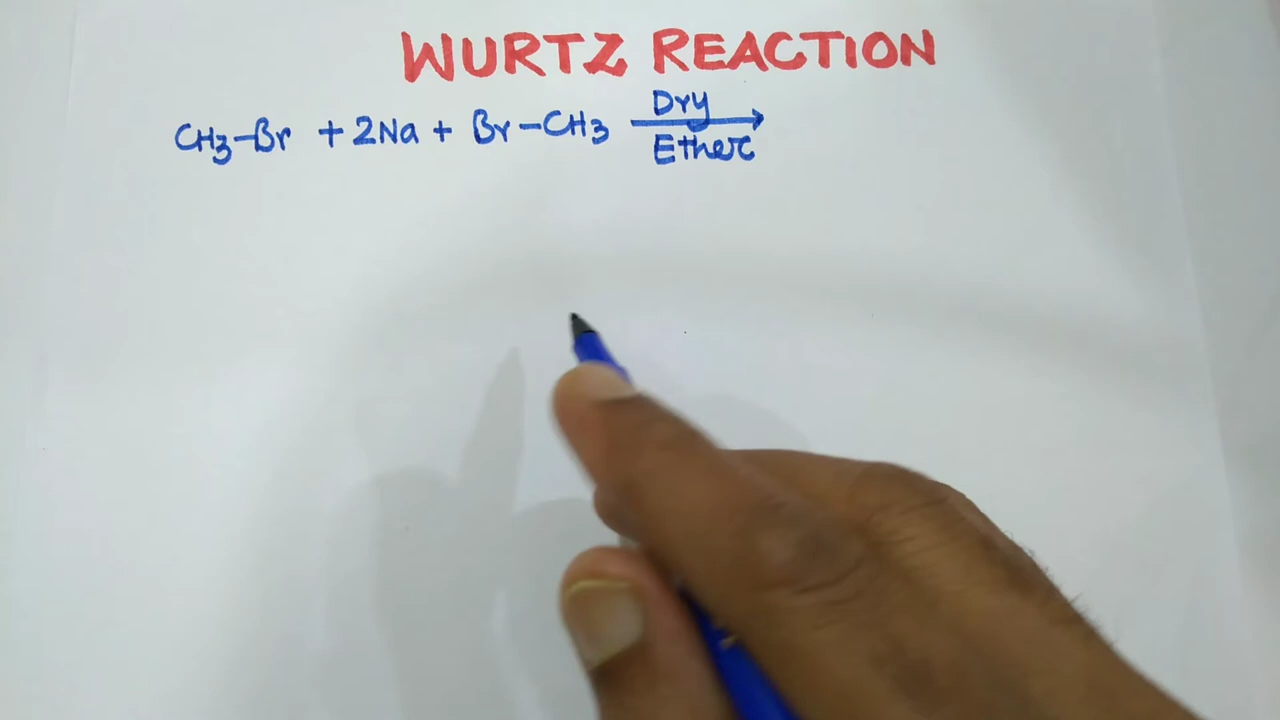 WURTZ REACTION
CH3-Br + 2Na + Br-CH3 Dry
Ether